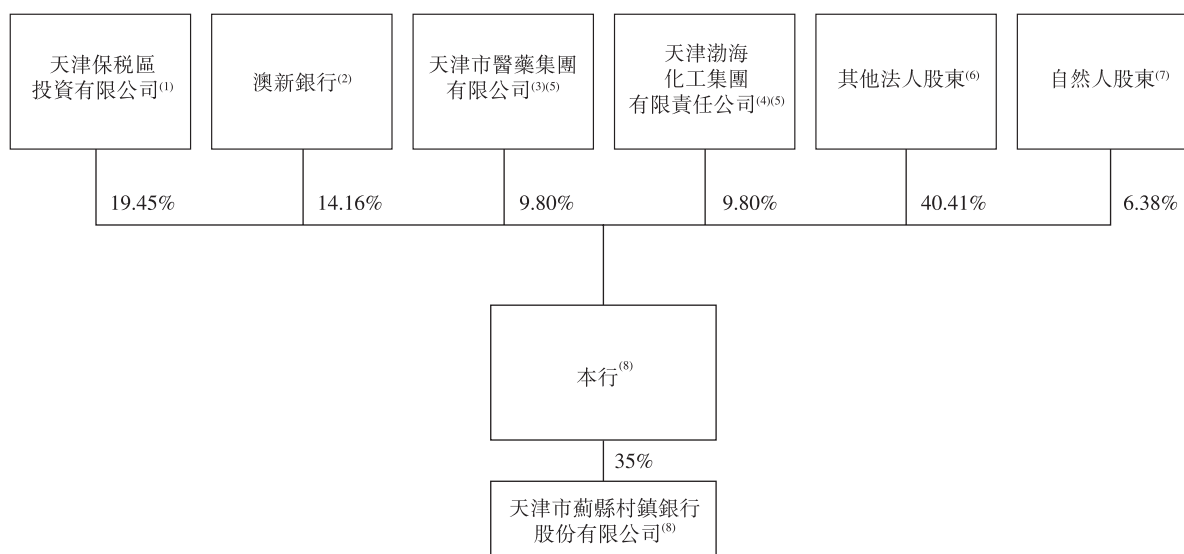 天津保税區
投資有限公司(1)
澳新銀行(2)
天津市醫藥集團
有限公司(3)(5)
天津渤海
化工集團
有限責任公司(4)(5)
其他法人股東(6)
自然人股東(7)
19.45%
14.16%
9.80%
9.80%
40.41%
6.38%
本行(8)
35%
天津市薊縣村鎮銀行
股份有限公司(8)